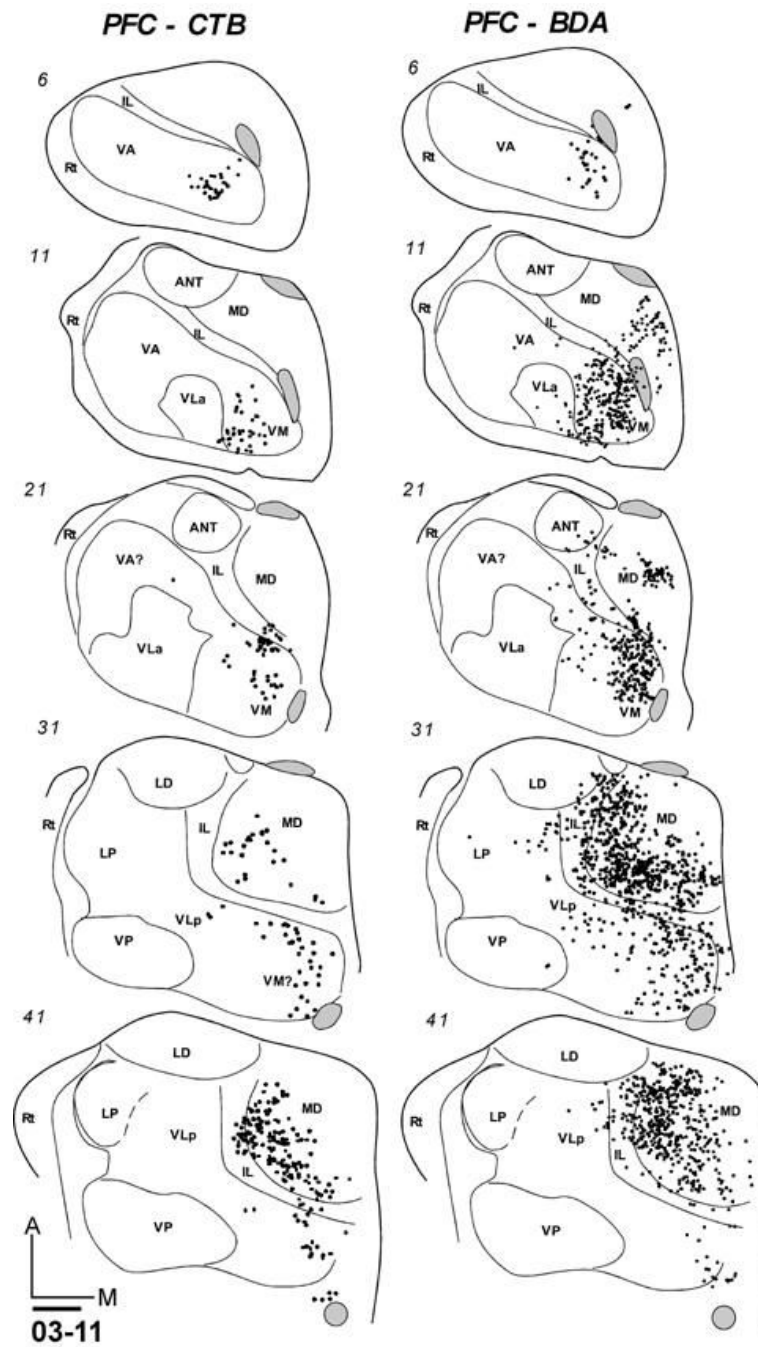 PFC - CTB
PFC - BDA
6
IL
VA
Rt
6
IL
VA
Rt
11
ANT
Rt
MD
IL
VA
VLa
VM
11
ANT
Rt
MD
IL
VA
VLa
VM
21
Rt
ANT
VA?
IL
MD
VLa
VM
21
Rt
ANT
VA?
IL
MD
VLa
VM
31
LD
Rt
IL
MD
LP
VLp
VP
VM?
31
LD
Rt
IL
MD
LP
VLp
VP
41
LD
Rt
LP
MD
VLp
IL
VP
41
LD
Rt
LP
MD
VLp
IL
VP
A
M
03-11